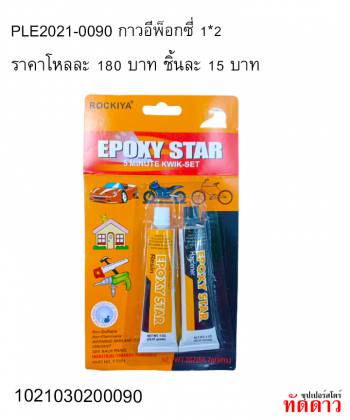 PLE2021-0090 กาวอีพ็อกซี่ 1*2
ราคาโหลละ 180 บาท ชิ้นละ 15 บาท
ROCKIYA
EPOXY STAR
5 MINUTE KWIK-SET
EPOXY STAR
Resin
EPOXY STAR
1021030200090
ซุปเปอร์สโตร์
ทัดดาว